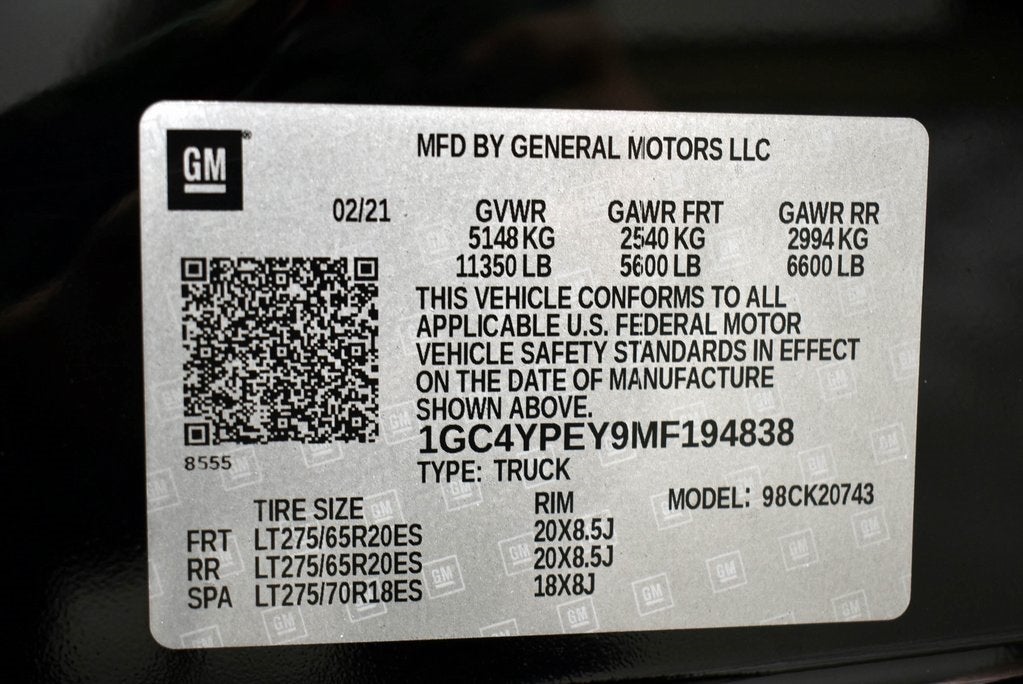 GM
MFD BY GENERAL MOTORS LLC
02/21 GVWR GAWR FRT GAWR RR
5148 KG 2540 KG 2994 KG
11350 LB 5600 LB 6600 LB
THIS VEHICLE CONFORMS TO ALL
APPLICABLE U.S. FEDERAL MOTOR
VEHICLE SAFETY STANDARDS IN EFFECT
ON THE DATE OF MANUFACTURE
SHOWN ABOVE.
1GC4YPEY9MF194838
8555
TYPE: TRUCK
MODEL: 98CK20743
TIRE SIZE RIM
FRT LT275/65R20ES 20X8.5J
RR LT275/65R20ES 20X8.5J
SPA LT275/70R18ES 18X8J